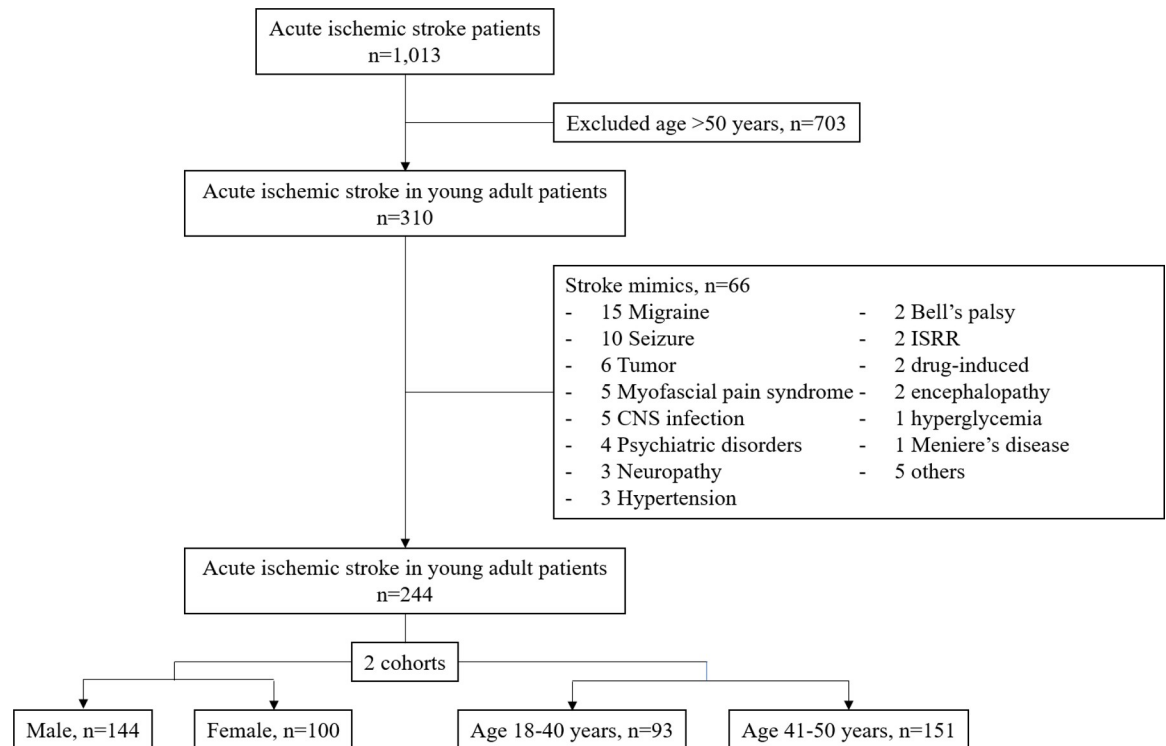 Acute ischemic stroke patients
n=1,013
Excluded age >50 years, n=703
Acute ischemic stroke in young adult patients
n=310
Stroke mimics, n=66
- 15 Migraine
- 10 Seizure
- 6 Tumor
- 5 Myofascial pain syndrome
- 5 CNS infection
- 4 Psychiatric disorders
- 3 Neuropathy
- 3 Hypertension
- 2 Bell’s palsy
- 2 ISRR
- 2 drug-induced
- 2 encephalopathy
- 1 hyperglycemia
- 1 Meniere’s disease
- 5 others
Acute ischemic stroke in young adult patients
n=244
2 cohorts
Male, n=144
Female, n=100
Age 18-40 years, n=93
Age 41-50 years, n=151